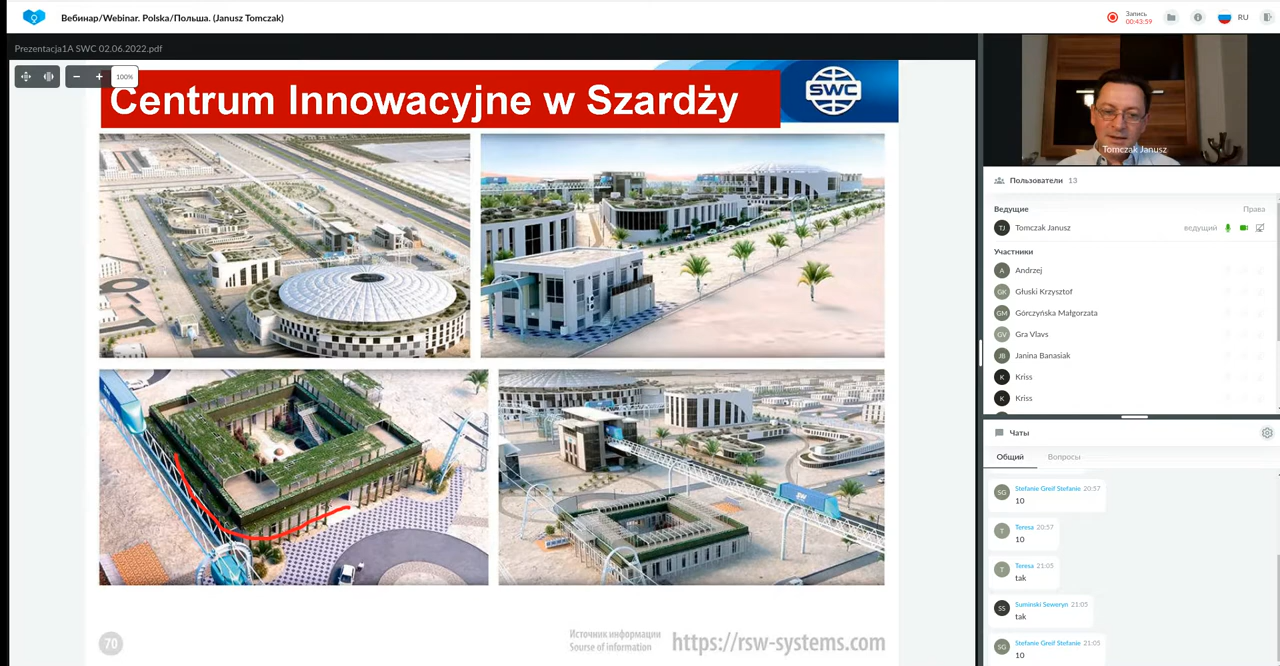 Вебинар/Webinar. Polska/Польша. (Janusz Tomczak)
Запись
00:43:59
RU
Prezentacja1A SWC 02.06.2022.pdf
100%
Centrum Innowacyjne w Szardży
SWC
Tomczak Janusz
Пользователи 13
Ведущие
Права
TJ
Tomczak Janusz
ведущий
Участники
A
Andrzej
GK
Głuski Krzysztof
GM
Górczyńska Małgorzata
GV
Gra Vlavs
JB
Janina Banasiak
K
Kriss
K
Kriss
Чаты
Общий
Вопросы
SG
Stefanie Greif Stefanie 20:57
10
T
Teresa 20:57
10
T
Teresa 21:05
tak
SS
Suminski Seweryn 21:05
tak
SG
Stefanie Greif Stefanie 21:05
10
70
Источник информации
Sourse of information
https://rsw-systems.com